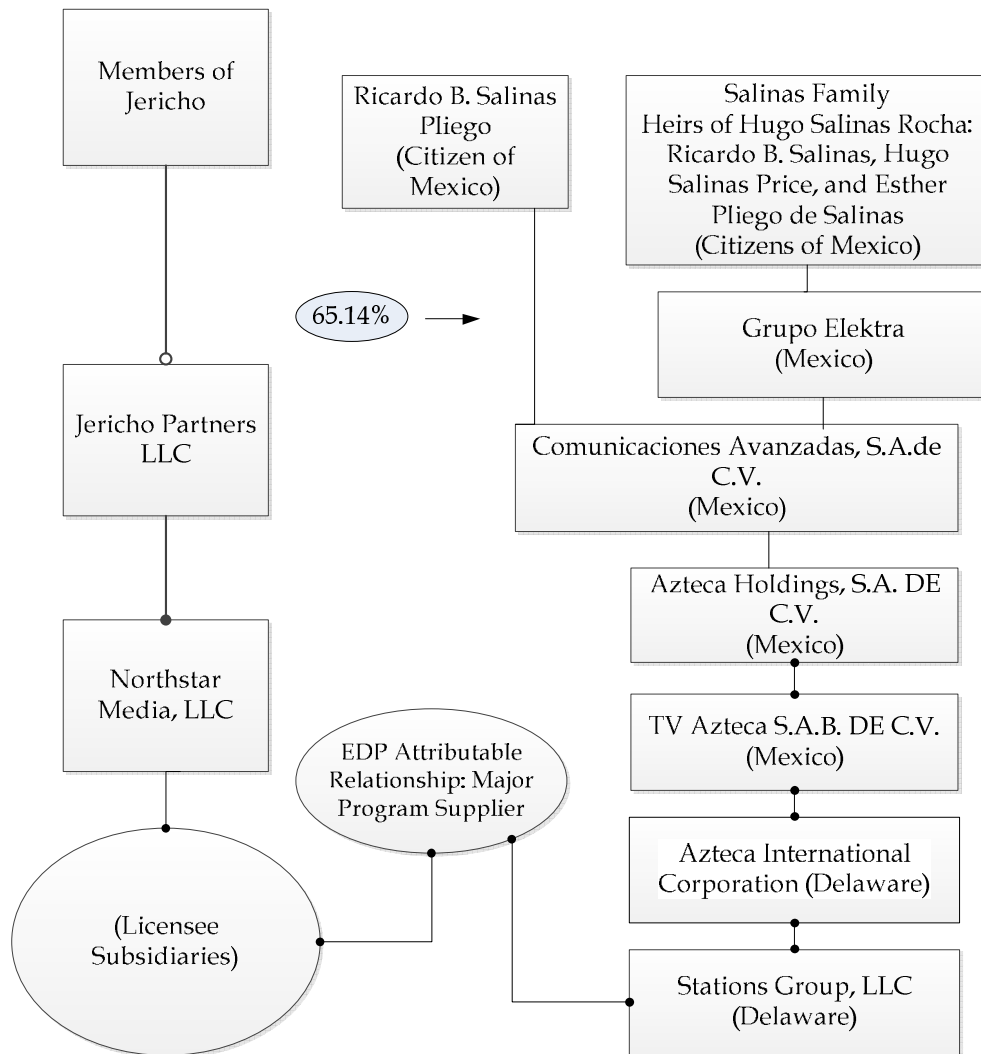 Members of
Jericho
Ricardo B. Salinas
Pliego
(Citizen of
Mexico)
Salinas Family
Heirs of Hugo Salinas Rocha:
Ricardo B. Salinas, Hugo
Salinas Price, and Esther
Pliego de Salinas
(Citizens of Mexico)
65.14%
Grupo Elektra
(Mexico)
Jericho Partners
LLC
Comunicaciones Avanzadas, S.A.de
C.V.
(Mexico)
Azteca Holdings, S.A. DE
C.V.
(Mexico)
Northstar
Media, LLC
TV Azteca S.A.B. DE C.V.
(Mexico)
EDP Attributable
Relationship: Major
Program Supplier
Azteca International
Corporation (Delaware)
(Licensee
Subsidiaries)
Stations Group, LLC
(Delaware)